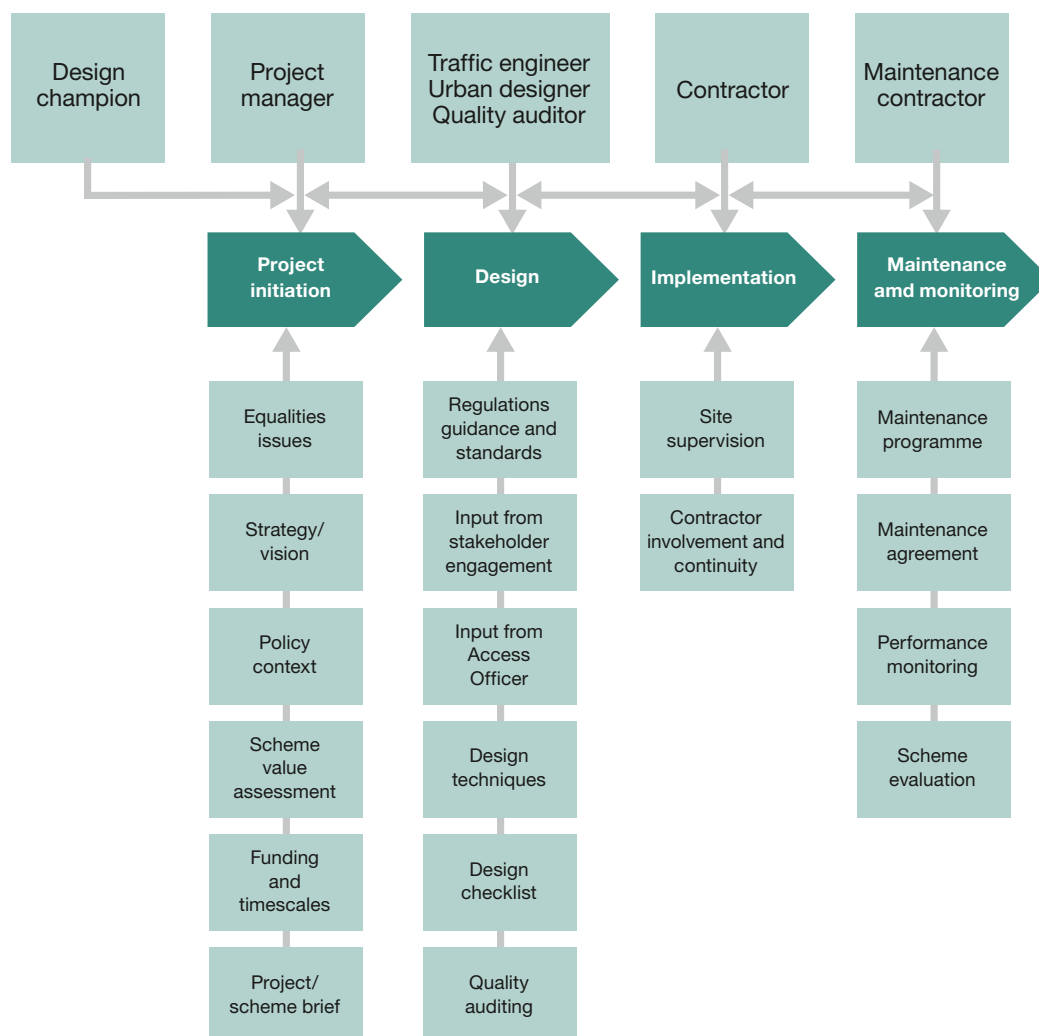 Design
champion
Project
manager
Traffic engineer
Urban designer
Quality auditor
Contractor
Maintenance
contractor
Project
initiation
Design
Implementation
Maintenance
amd monitoring
Equalities
issues
Strategy/
vision
Policy
context
Scheme
value
assessment
Funding
and
timescales
Project/
scheme brief
Regulations
guidance and
standards
Input from
stakeholder
engagement
Input from
Access
Officer
Design
techniques
Design
checklist
Quality
auditing
Site
supervision
Contractor
involvement and
continuity
Maintenance
programme
Maintenance
agreement
Performance
monitoring
Scheme
evaluation